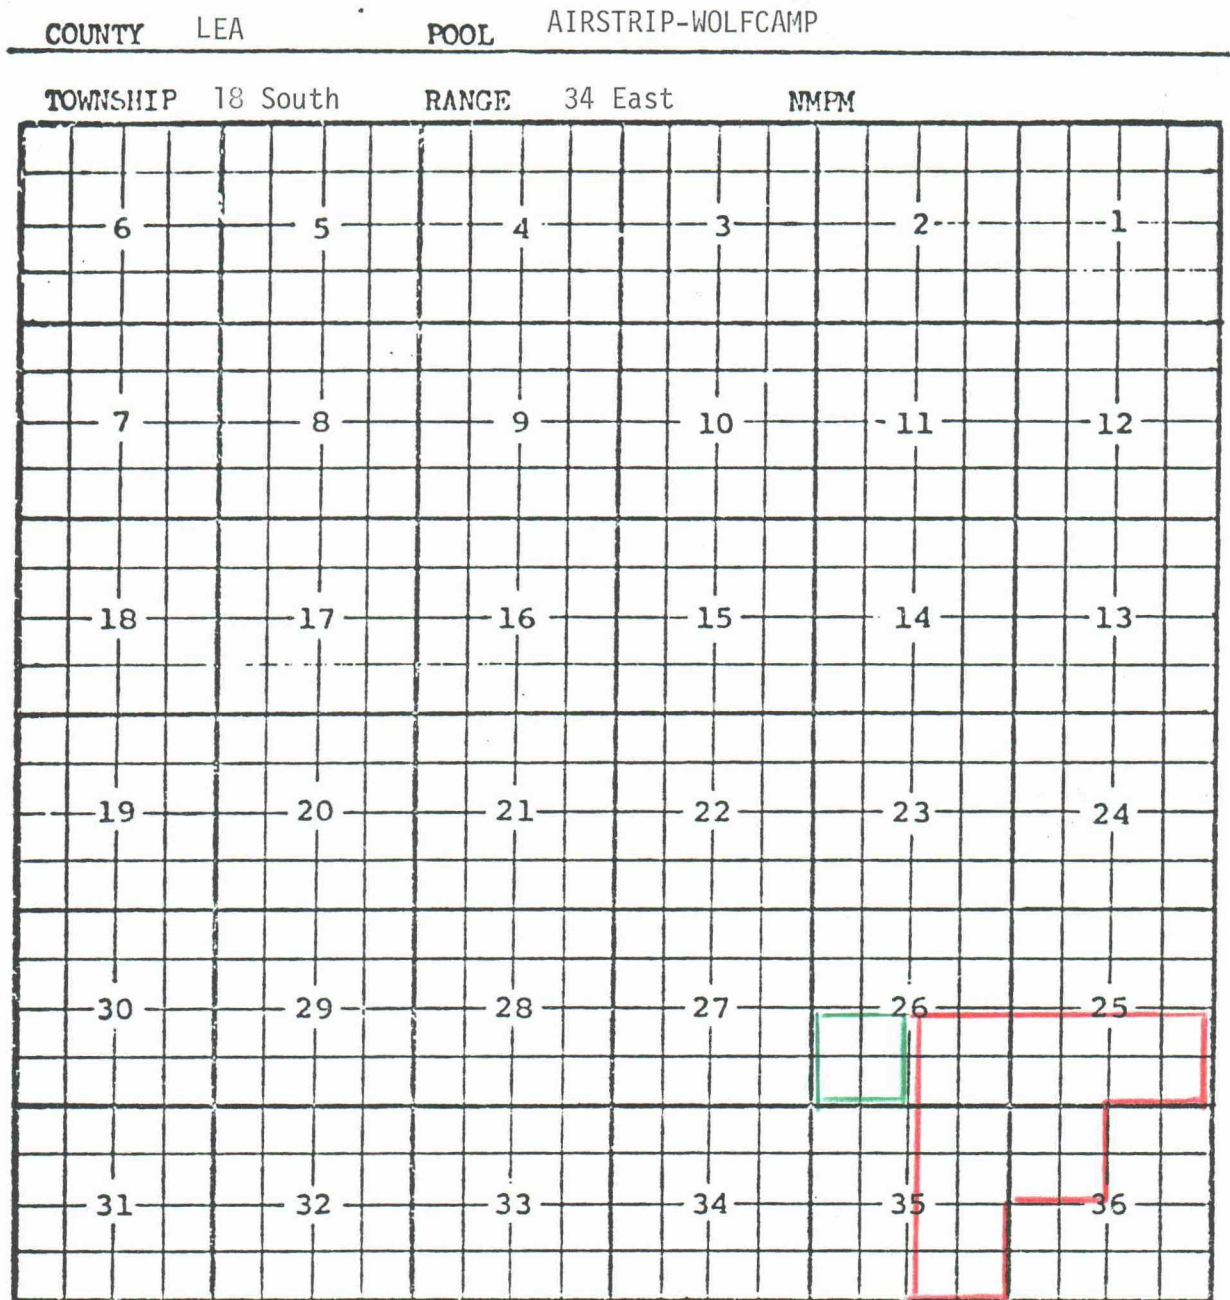 COUNTY LEA POOL AIRSTRIP-WOLFCAMP
TOWNSHIP 18 South RANGE 34 East NMPM
6 5 4 3 2 1
7 8 9 10 11 12
18 17 16 15 14 13
19 20 21 22 23 24
30 29 28 27 26 25
31 32 33 34 35 36